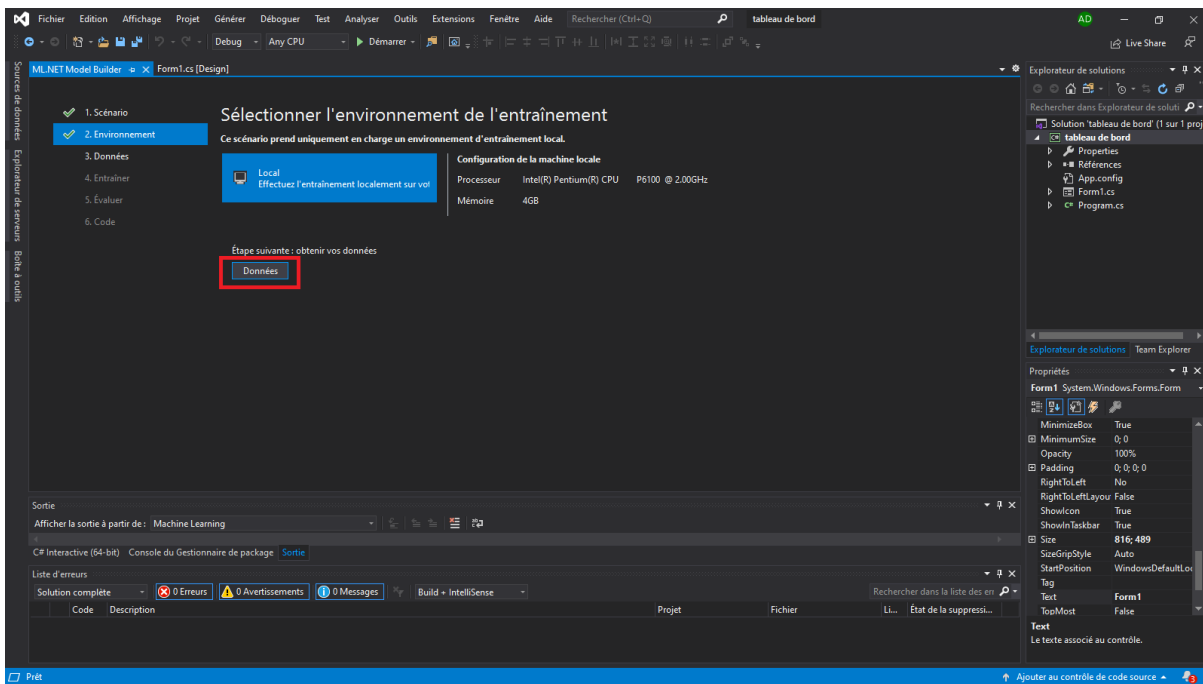 Fichier Edition Affichage Projet Générer Déboguer Test Analyser Outils Extensions Fenêtre Aide Rechercher (Ctrl+Q) tableau de bord AD
Debug Any CPU Démarrer Live Share
ML.NET Model Builder Form1.cs [Design]
Sources de données
Explorateur de serveurs
Boîte à outils
1. Scénario
2. Environnement
3. Données
4. Entraîner
5. Évaluer
6. Code
Sélectionner l'environnement de l'entraînement
Ce scénario prend uniquement en charge un environnement d'entraînement local.
Local
Effectuez l'entraînement localement sur vot
Configuration de la machine locale
Processeur Intel(R) Pentium(R) CPU P6100 @ 2.00GHz
Mémoire 4GB
Étape suivante : obtenir vos données
Données
Explorateur de solutions
Rechercher dans Explorateur de soluti
Solution 'tableau de bord' (1 sur 1 proj
tableau de bord
Properties
Références
App.config
Form1.cs
C# Program.cs
Explorateur de solutions Team Explorer
Propriétés
Form1 System.Windows.Forms.Form
MinimizeBox True
MinimumSize 0; 0
Opacity 100%
Padding 0; 0; 0; 0
RightToLeft No
RightToLeftLayou False
ShowIcon True
ShowInTaskbar True
Size 816; 489
SizeGripStyle Auto
StartPosition WindowsDefaultLo
Tag
Text Form1
TopMost False
Text
Le texte associé au contrôle.
Sortie
Afficher la sortie à partir de : Machine Learning
C# Interactive (64-bit) Console du Gestionnaire de package Sortie
Liste d'erreurs
Solution complète 0 Erreurs 0 Avertissements 0 Messages Build + IntelliSense Rechercher dans la liste des err
Code Description Projet Fichier Li... État de la suppressi...
Prêt Ajouter au contrôle de code source 3